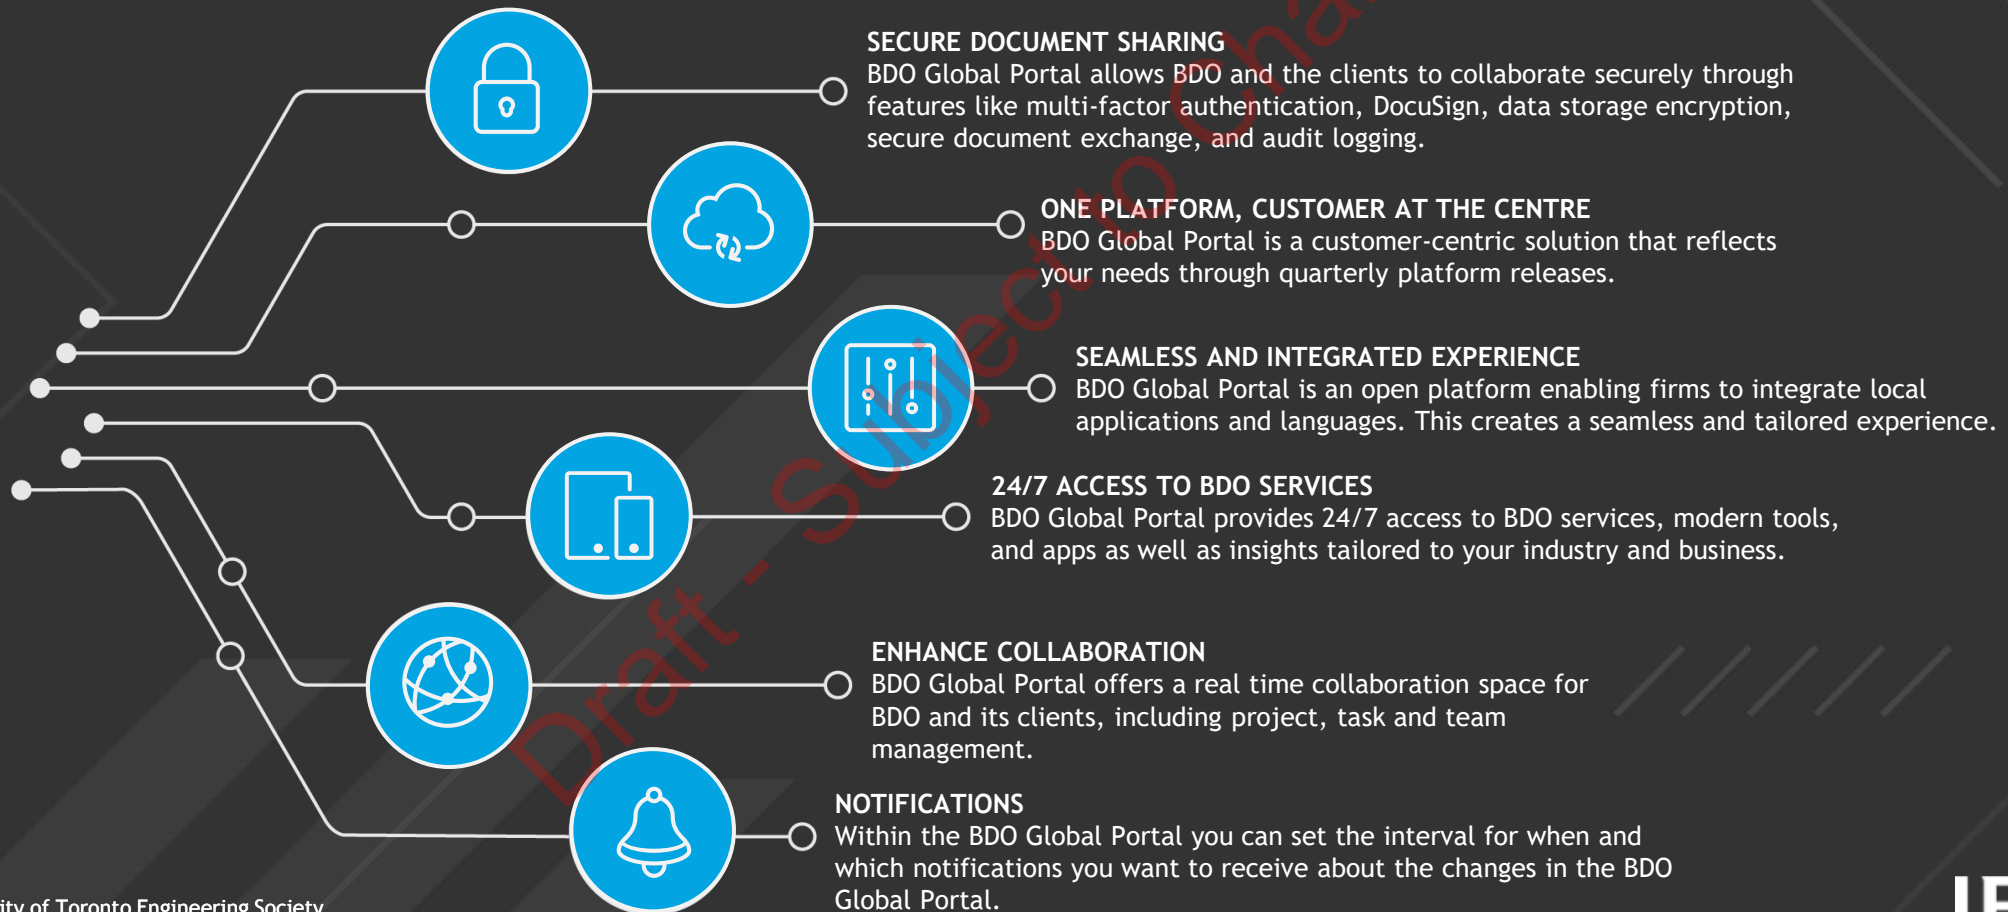 SECURE DOCUMENT SHARING
BDO Global Portal allows BDO and the clients to collaborate securely through
features like multi-factor authentication, DocuSign, data storage encryption,
secure document exchange, and audit logging.
ONE PLATFORM, CUSTOMER AT THE CENTRE
BDO Global Portal is a customer-centric solution that reflects
your needs through quarterly platform releases.
SEAMLESS AND INTEGRATED EXPERIENCE
BDO Global Portal is an open platform enabling firms to integrate local
applications and languages. This creates a seamless and tailored experience.
24/7 ACCESS TO BDO SERVICES
BDO Global Portal provides 24/7 access to BDO services, modern tools,
and apps as well as insights tailored to your industry and business.
ENHANCE COLLABORATION
BDO Global Portal offers a real time collaboration space for
BDO and its clients, including project, task and team
management.
NOTIFICATIONS
Within the BDO Global Portal you can set the interval for when and
which notifications you want to receive about the changes in the BDO
Global Portal.
of Toronto Engineering Society
Draft - Subject to